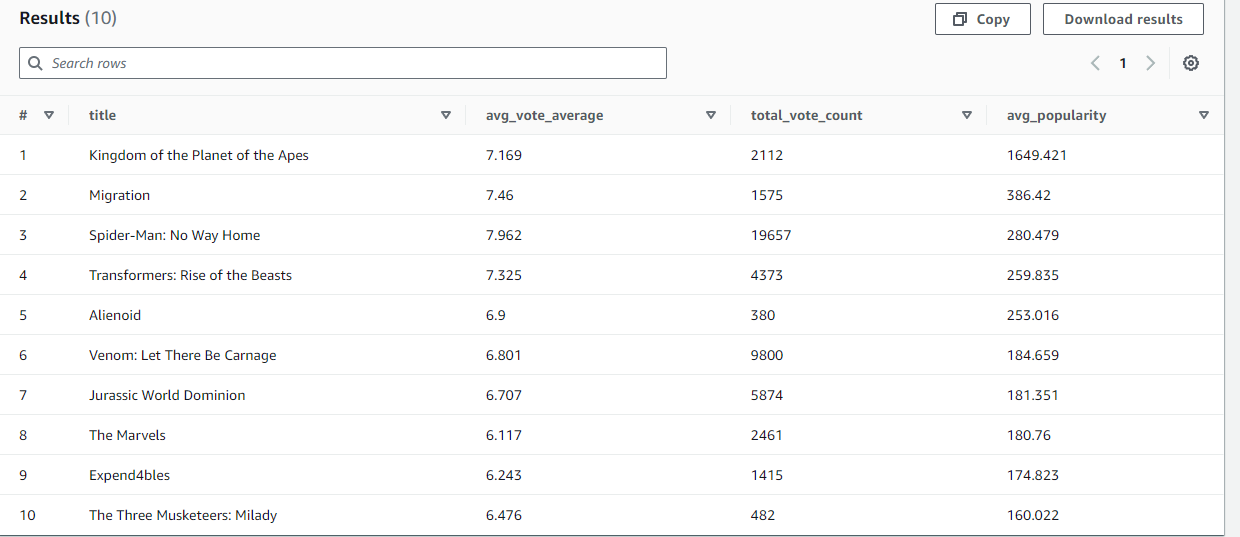 Results (10)
Copy
Download results
Search rows
1
# title avg_vote_average total_vote_count avg_popularity
1 Kingdom of the Planet of the Apes 7.169 2112 1649.421
2 Migration 7.46 1575 386.42
3 Spider-Man: No Way Home 7.962 19657 280.479
4 Transformers: Rise of the Beasts 7.325 4373 259.835
5 Alienoid 6.9 380 253.016
6 Venom: Let There Be Carnage 6.801 9800 184.659
7 Jurassic World Dominion 6.707 5874 181.351
8 The Marvels 6.117 2461 180.76
9 Expend4bles 6.243 1415 174.823
10 The Three Musketeers: Milady 6.476 482 160.022